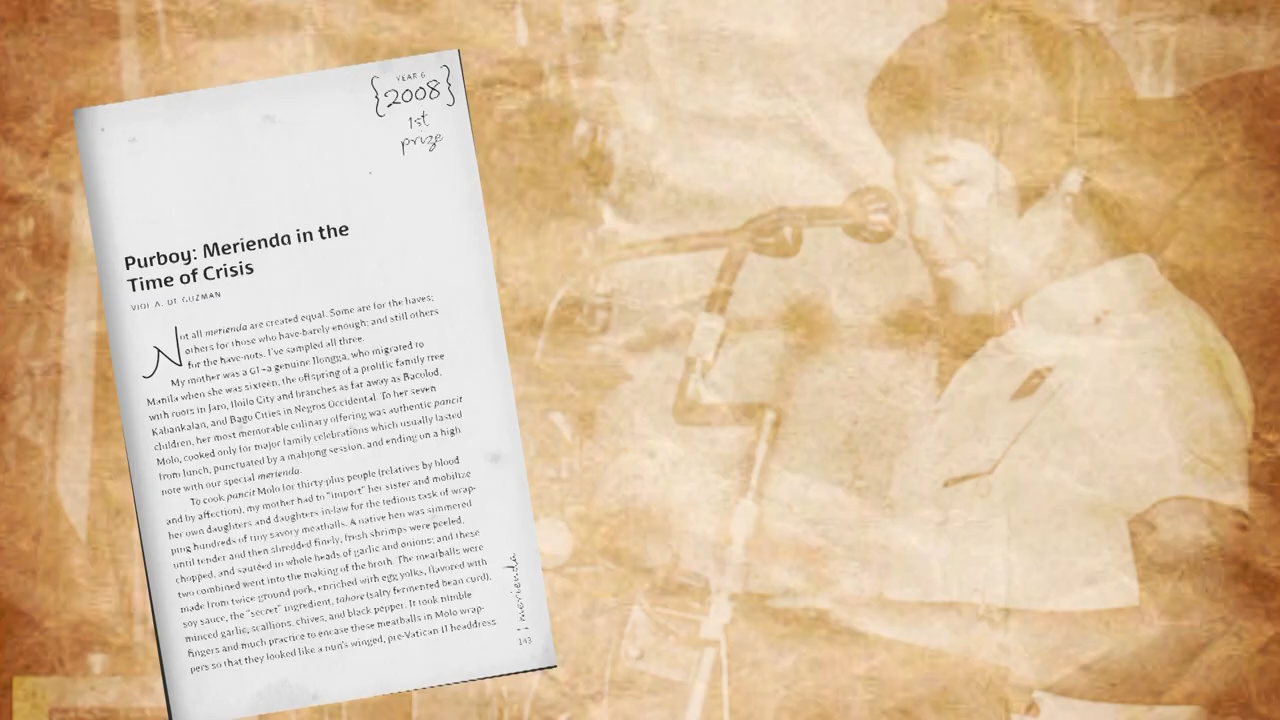 YEAR 6
{2008}
1st
prize
Purboy: Merienda in the
Time of Crisis
VIOL A. DE GUZMAN
Not all merienda are created equal. Some are for the haves;
others for those who have-barely enough; and still others
for the have-nots. I've sampled all three.
My mother was a GI–a genuine Ilongga, who migrated to
Manila when she was sixteen, the offspring of a prolific family tree
with roots in Jaro, Iloilo City and branches as far away as Bacolod,
Kabankalan, and Bago Cities in Negros Occidental. To her seven
children, her most memorable culinary offering was authentic pancit
Molo, cooked only for major family celebrations which usually lasted
from lunch, punctuated by a mahjong session, and ending on a high
note with our special merienda.
To cook pancit Molo for thirty-plus people (relatives by blood
and by affection), my mother had to "import" her sister and mobilize
her own daughters and daughters-in-law for the tedious task of wrap-
ping hundreds of tiny savory meatballs. A native hen was simmered
until tender and then shredded finely, fresh shrimps were peeled,
chopped, and sautéed in whole heads of garlic and onions; and these
two combined went into the making of the broth. The meatballs were
made from twice-ground pork, enriched with egg yolks, flavored with
soy sauce, the "secret" ingredient, tahore (salty fermented bean curd),
minced garlic, scallions, chives, and black pepper. It took nimble
fingers and much practice to encase these meatballs in Molo wrap-
pers so that they looked like a nun's winged, pre-Vatican II headdress
merienda
143